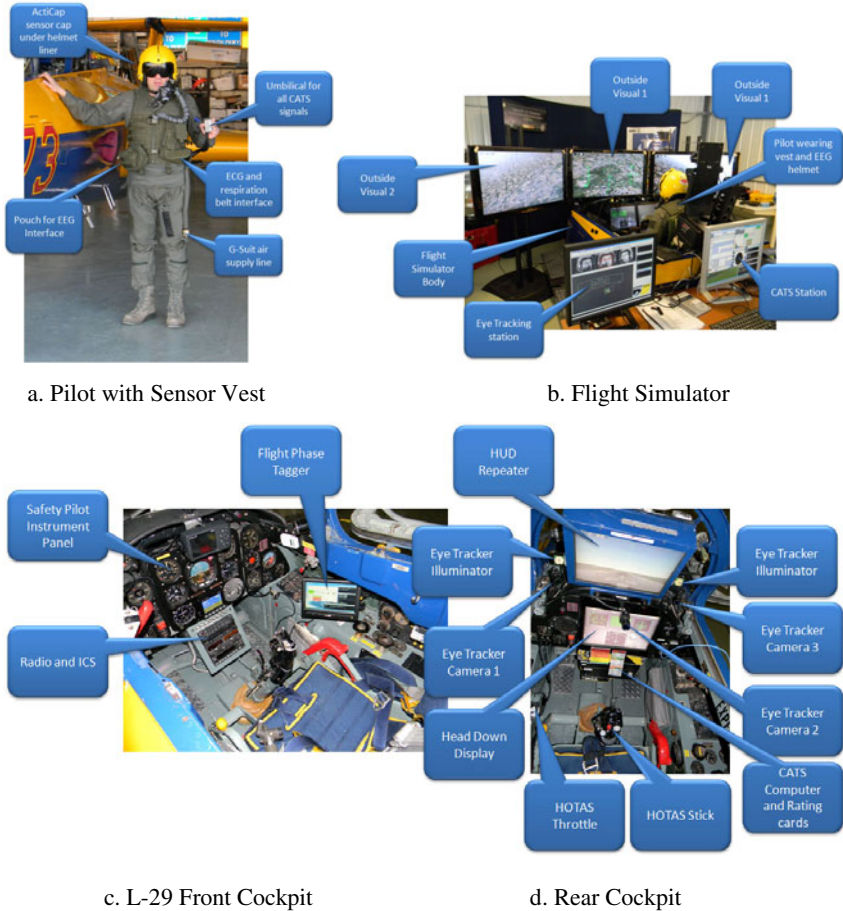 ActiCap
sensor cap
under helmet
liner
Umbilical for
all CATS
signals
ECG and
respiration
belt interface
Pouch for EEG
Interface
G-Suit air
supply line
73
a. Pilot with Sensor Vest
Outside
Visual 1
Outside
Visual 1
Pilot wearing
vest and EEG
helmet
Outside
Visual 2
Flight
Simulator
Body
CATS Station
Eye Tracking
station
b. Flight Simulator
Flight Phase
Tagger
Safety Pilot
Instrument
Panel
Radio and ICS
c. L-29 Front Cockpit
HUD
Repeater
Eye Tracker
Illuminator
Eye Tracker
Illuminator
Eye Tracker
Camera 1
Eye Tracker
Camera 3
Head Down
Display
Eye Tracker
Camera 2
HOTAS
Throttle
HOTAS Stick
CATS
Computer
and Rating
cards
d. Rear Cockpit